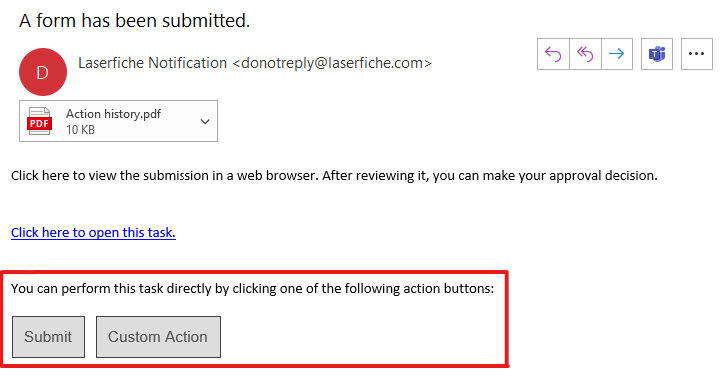 A form has been submitted.
D
Laserfiche Notification <donotreply@laserfiche.com>
PDF
Action history.pdf
10 KB
Click here to view the submission in a web browser. After reviewing it, you can make your approval decision.
Click here to open this task.
You can perform this task directly by clicking one of the following action buttons:
Submit
Custom Action